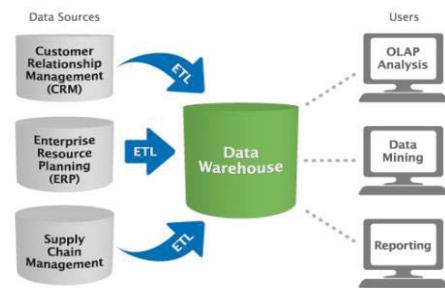 Data Sources
Users
Customer
Relationship
Management
(CRM)
ETL
OLAP
Analysis
Enterprise
Resource
Planning
(ERP)
ETL
Data
Warehouse
Data
Mining
Supply
Chain
Management
ETL
Reporting